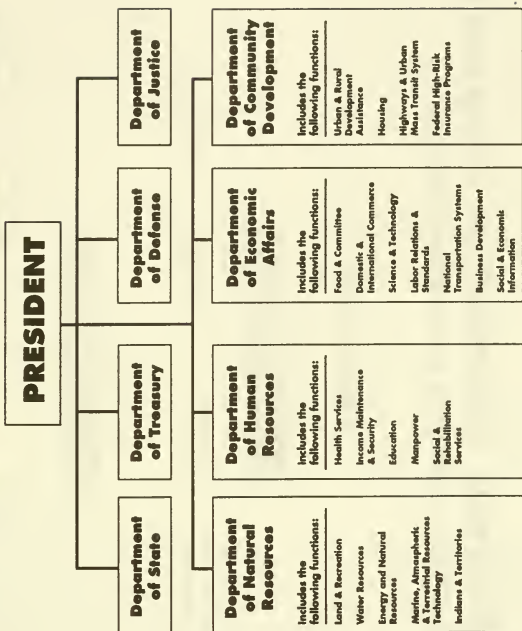 PRESIDENT
Department
of State
Department
of Treasury
Department
of Defense
Department
of Justice
Department
of Natural
Resources
Includes the
following functions:
Land & Recreation
Water Resources
Energy and Natural
Resources
Marine, Atmospheric
& Terrestrial Resources
Technology
Indians & Territories
Department
of Human
Resources
Includes the
following functions:
Health Services
Income Maintenance
& Security
Education
Manpower
Social &
Rehabilitation
Services
Department
of Economic
Affairs
Includes the
following functions:
Food & Committee
Domestic &
International Commerce
Science & Technology
Labor Relations &
Standards
National
Transportation Systems
Business Development
Social & Economic
Information
Department
of Community
Development
Includes the
following functions:
Urban & Rural
Development
Assistance
Housing
Highways & Urban
Mass Transit System
Federal High-Risk
Insurance Programs